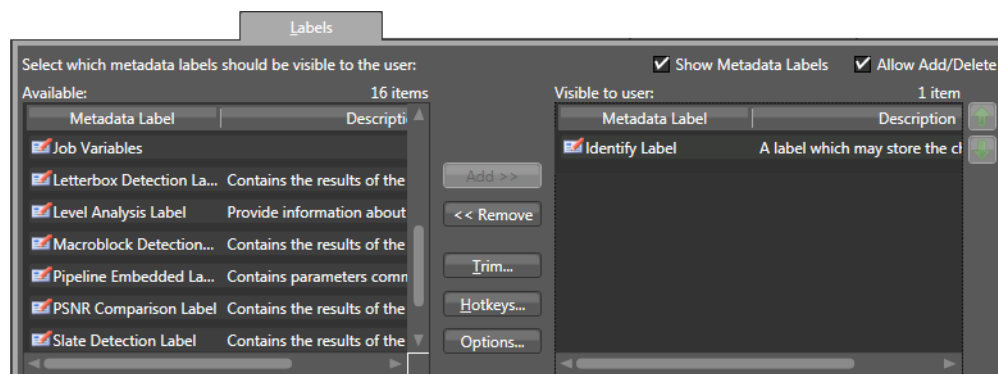 Labels
Select which metadata labels should be visible to the user:
Show Metadata Labels
Allow Add/Delete
Available:
16 items
Metadata Label
Descripti
Job Variables
Letterbox Detection La... Contains the results of the
Level Analysis Label Provide information about
Macroblock Detection... Contains the results of the
Pipeline Embedded La... Contains parameters comm
PSNR Comparison Label Contains the results of the
Slate Detection Label Contains the results of the
Add >>
<< Remove
Trim...
Hotkeys...
Options...
Visible to user:
1 item
Metadata Label
Description
Identify Label A label which may store the cl